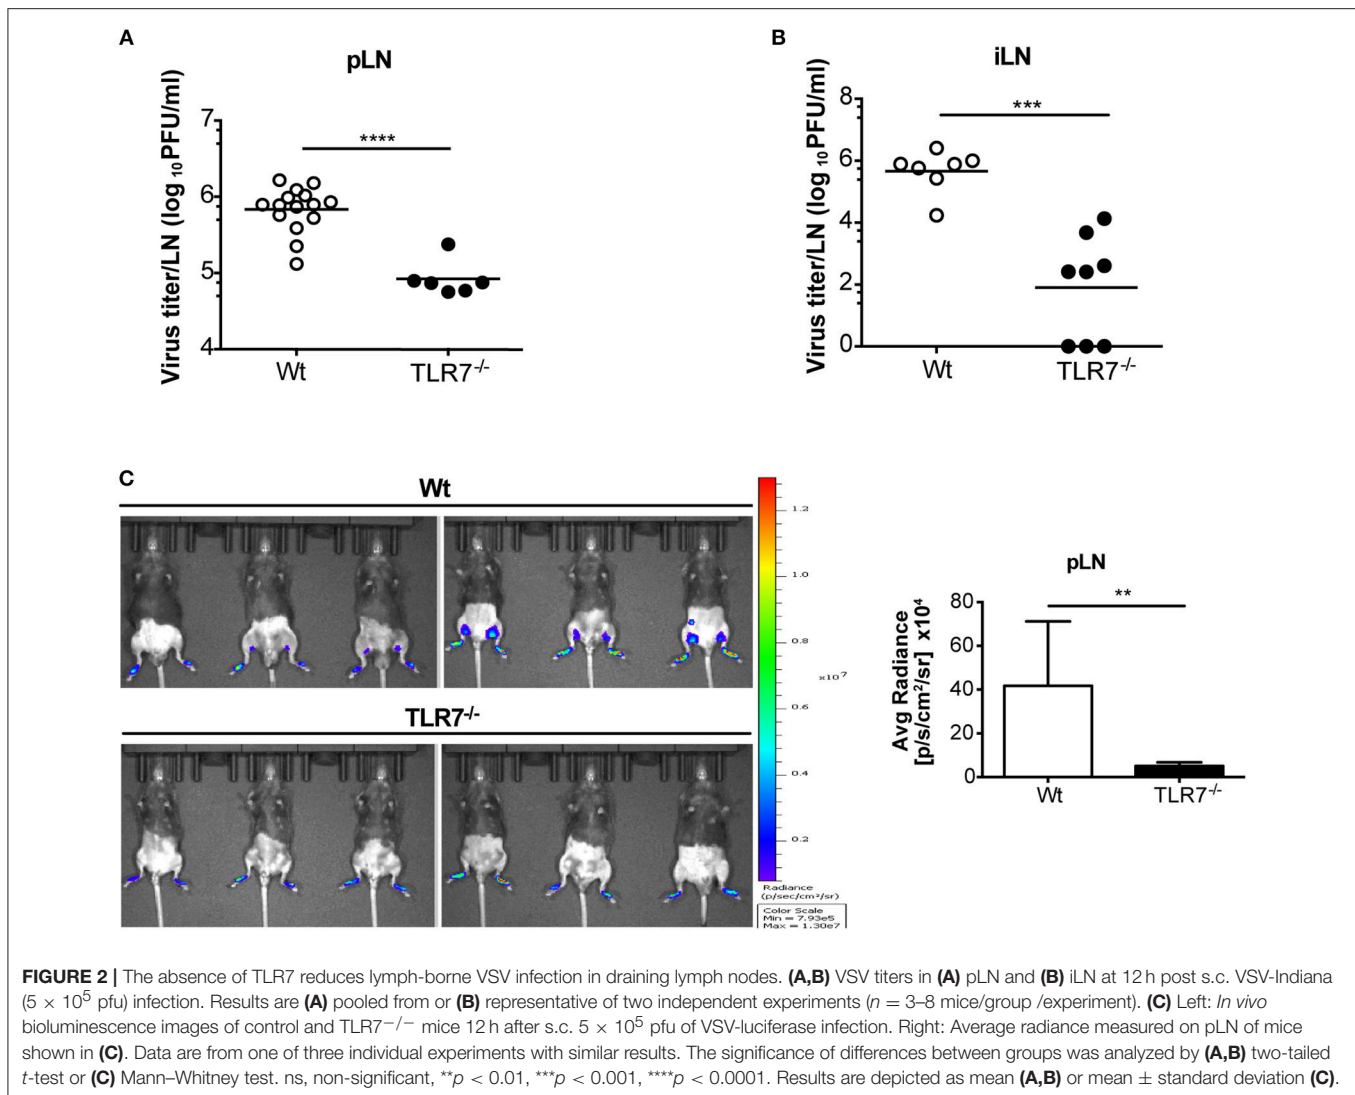 A
pLN
Virus titer/LN (log 10PFU/ml)
7
6
5
4
****
Wt
TLR7-/-
B
iLN
Virus titer/LN (log 10PFU/ml)
8
6
4
2
0
***
Wt
TLR7-/-
C
Wt
TLR7-/-
1.2
1.0
0.8
x10⁷
0.6
0.4
0.2
Radiance
(p/sec/cm²/sr)
Color Scale
Min = 7.93e5
Max = 1.30e7
pLN
Avg Radiance
[p/s/cm²/sr] x10⁴
80
60
40
20
0
**
Wt
TLR7-/-
FIGURE 2 | The absence of TLR7 reduces lymph-borne VSV infection in draining lymph nodes. (A,B) VSV titers in (A) pLN and (B) iLN at 12 h post s.c. VSV-Indiana
(5 × 10⁵ pfu) infection. Results are (A) pooled from or (B) representative of two independent experiments (n = 3–8 mice/group /experiment). (C) Left: In vivo
bioluminescence images of control and TLR7−/− mice 12 h after s.c. 5 × 10⁵ pfu of VSV-luciferase infection. Right: Average radiance measured on pLN of mice
shown in (C). Data are from one of three individual experiments with similar results. The significance of differences between groups was analyzed by (A,B) two-tailed
t-test or (C) Mann–Whitney test. ns, non-significant, **p < 0.01, ***p < 0.001, ****p < 0.0001. Results are depicted as mean (A,B) or mean ± standard deviation (C).